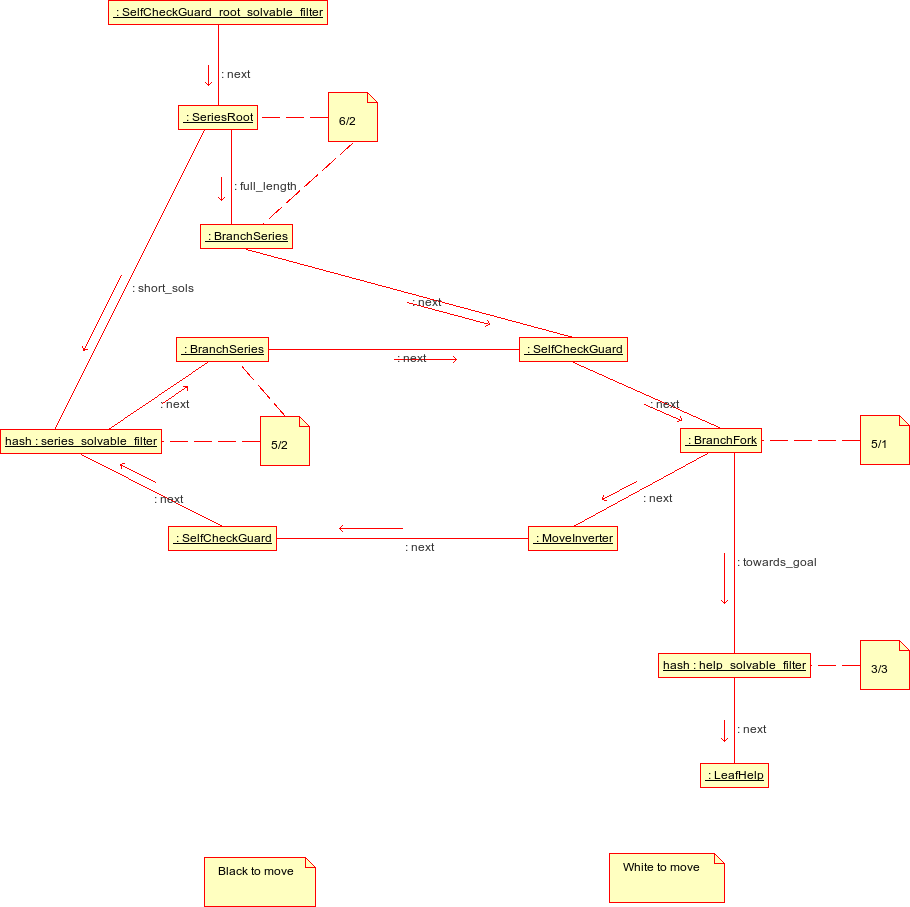 : SelfCheckGuard_root_solvable_filter
: next
: SeriesRoot
6/2
: full_length
: BranchSeries
: short_sols
: next
: BranchSeries
: next
: SelfCheckGuard
: next
: next
hash : series_solvable_filter
5/2
: BranchFork
5/1
: next
: next
: SelfCheckGuard
: next
: MoveInverter
: towards_goal
hash : help_solvable_filter
3/3
: next
: LeafHelp
Black to move
White to move